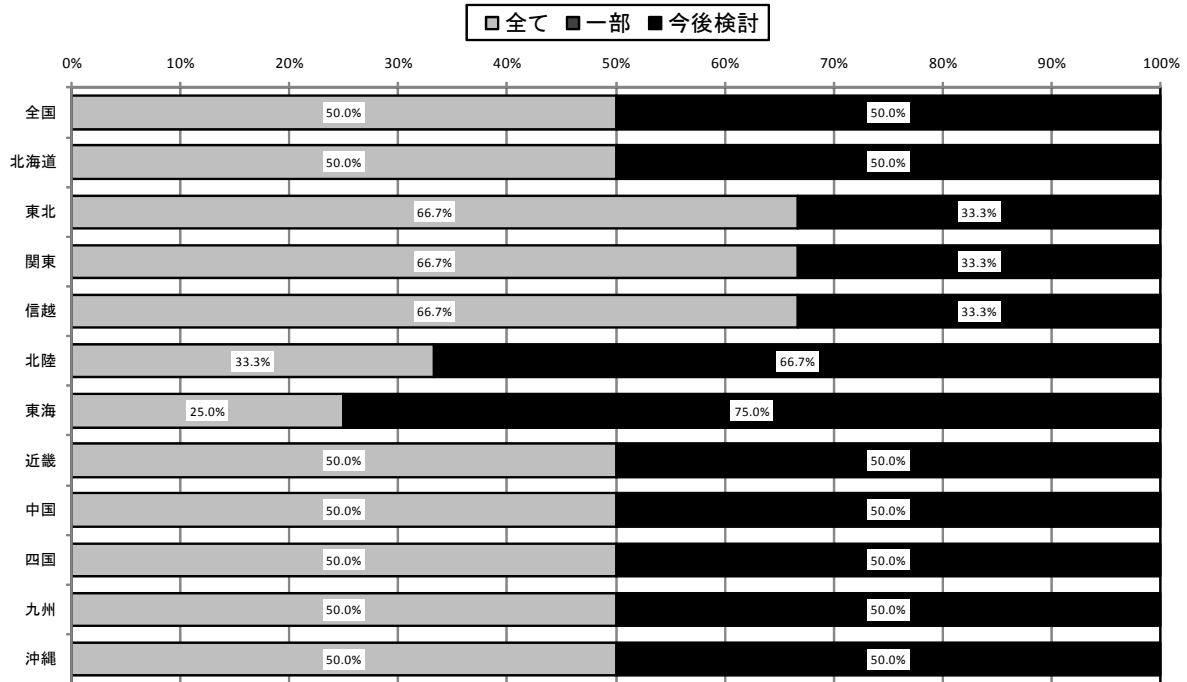 全て 一部 今後検討
0% 10% 20% 30% 40% 50% 60% 70% 80% 90% 100%
全国 50.0% 50.0%
北海道 50.0% 50.0%
東北 66.7% 33.3%
関東 66.7% 33.3%
信越 66.7% 33.3%
北陸 33.3% 66.7%
東海 25.0% 75.0%
近畿 50.0% 50.0%
中国 50.0% 50.0%
四国 50.0% 50.0%
九州 50.0% 50.0%
沖縄 50.0% 50.0%